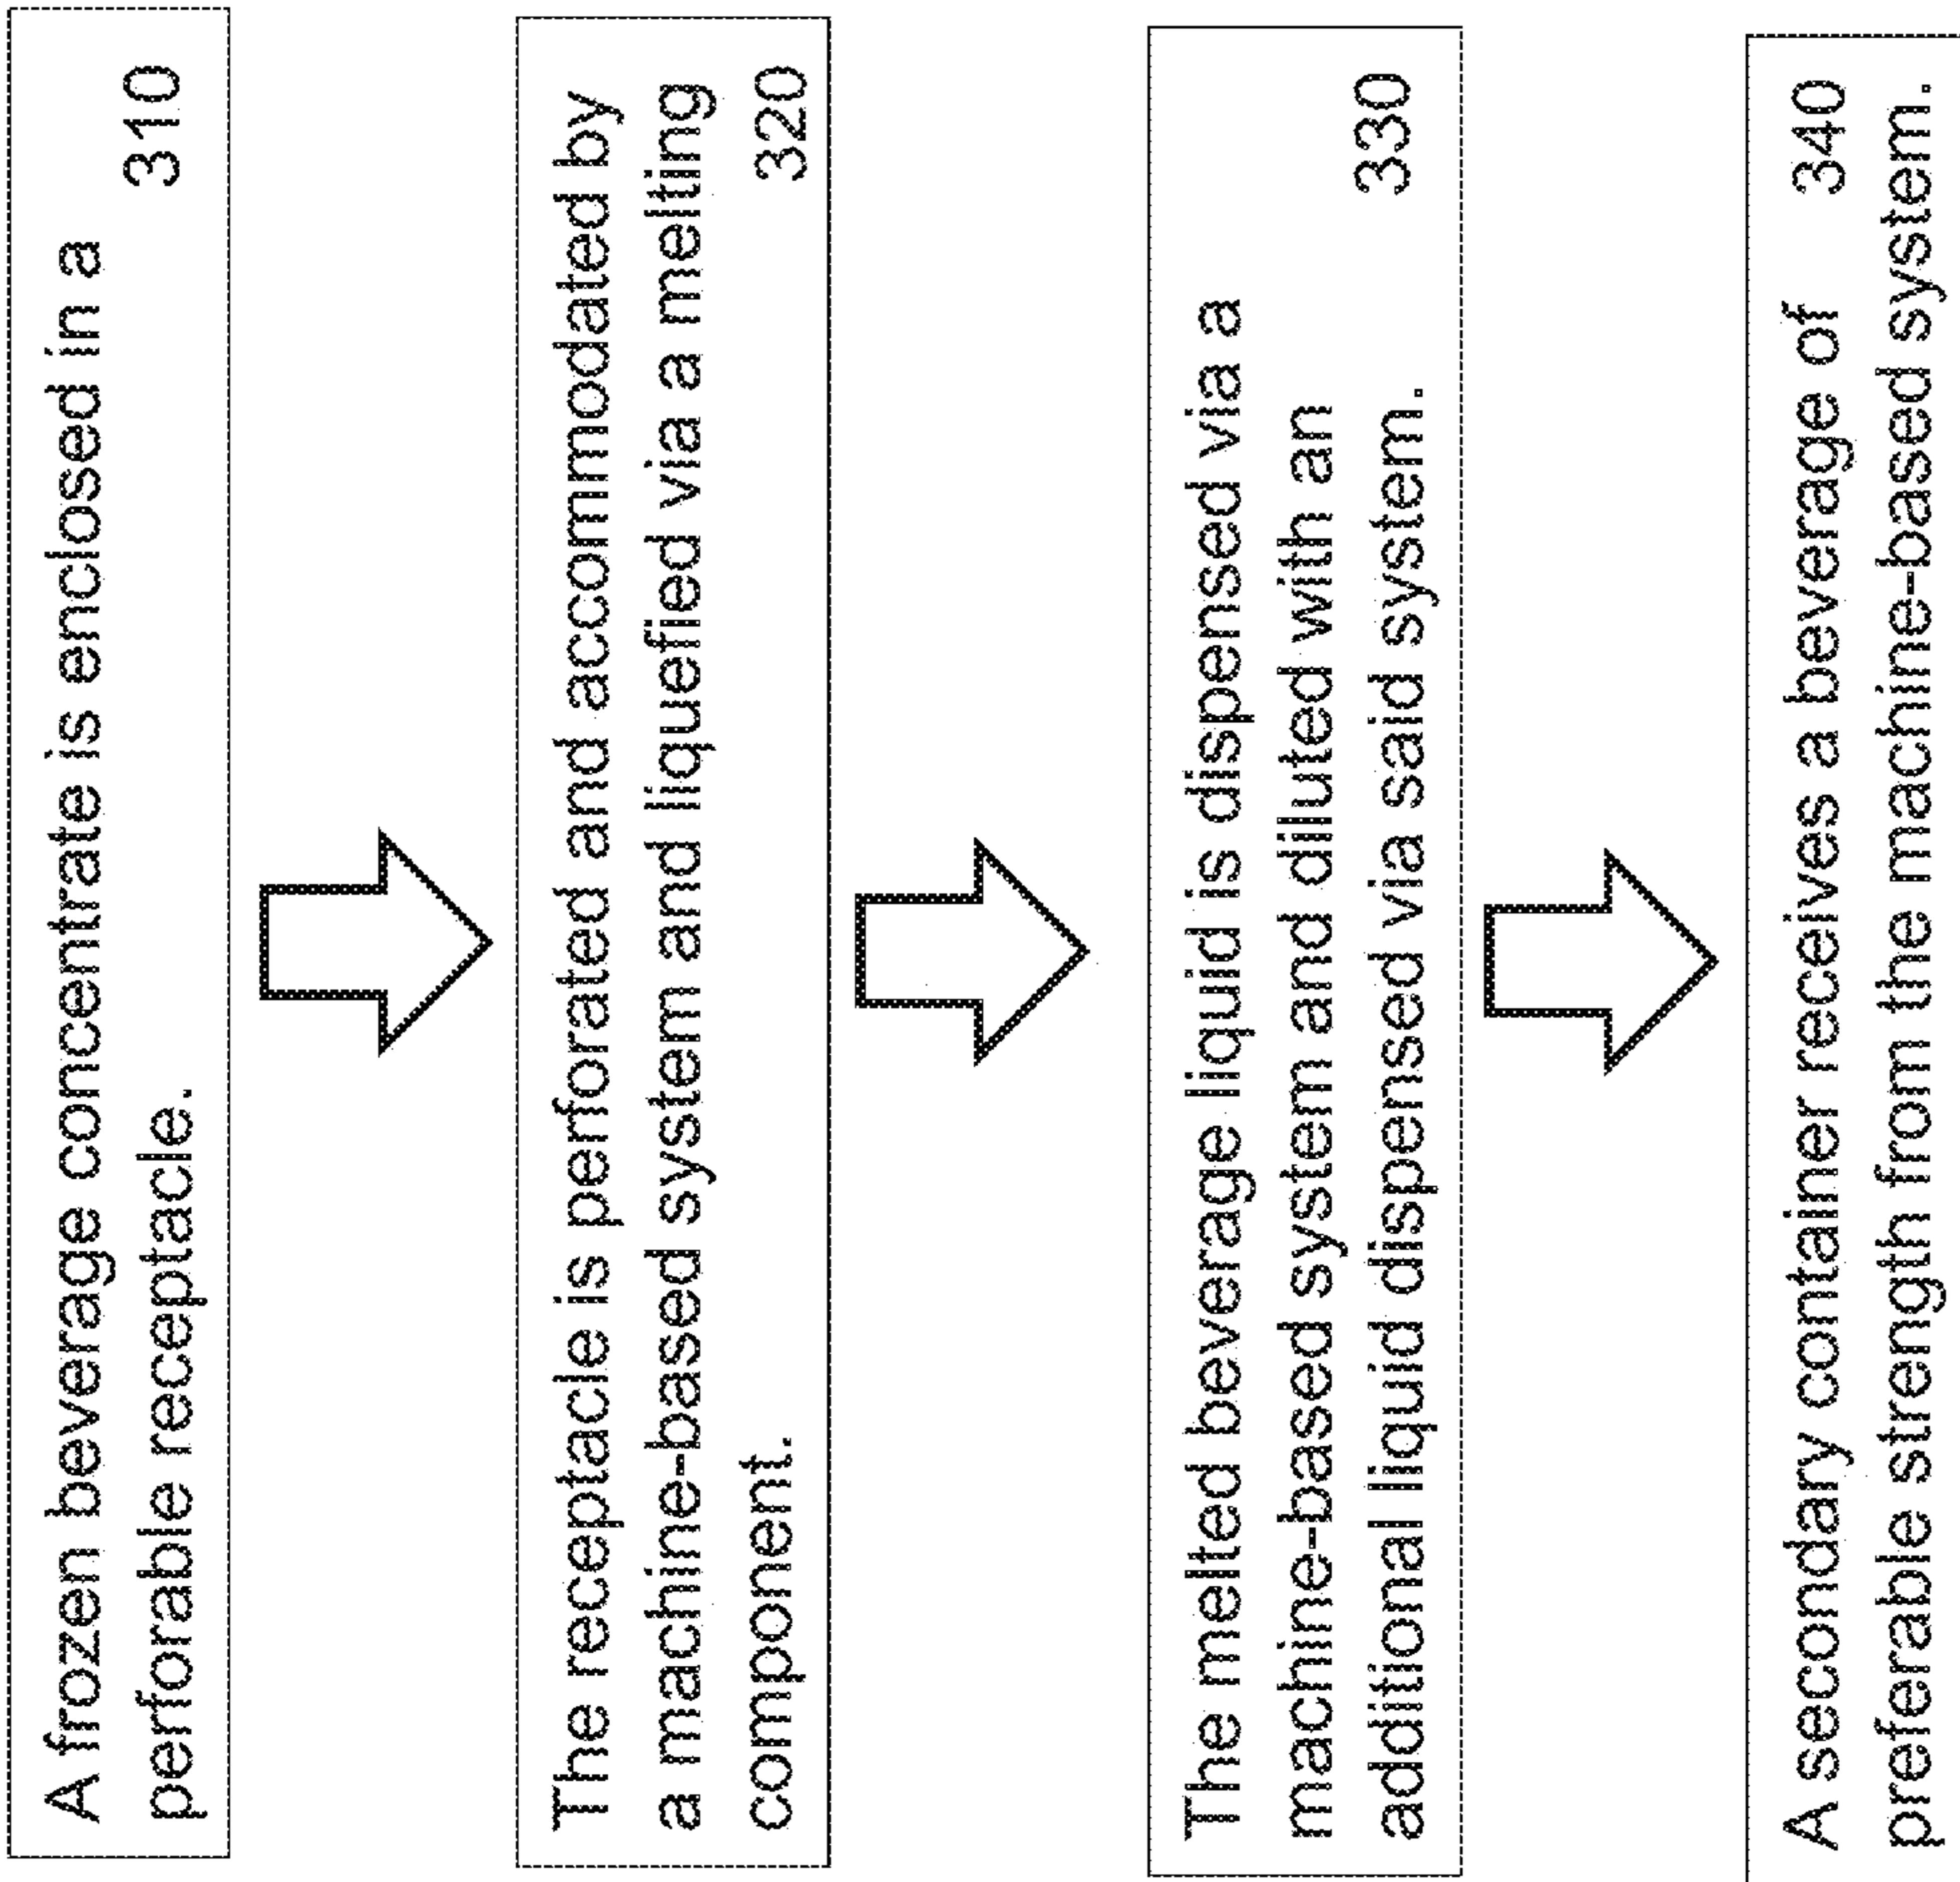 A frozen beverage concentrate is enclosed in a
perforable receptacle. 310
The receptacle is perforated and accommodated by
a machine-based system and liquefied via a melting
component. 320
The melted beverage liquid is dispensed via a
machine-based system and diluted with an
additional liquid dispensed via said system. 330
A secondary container receives a beverage of 340
preferable strength from the machine-based system.